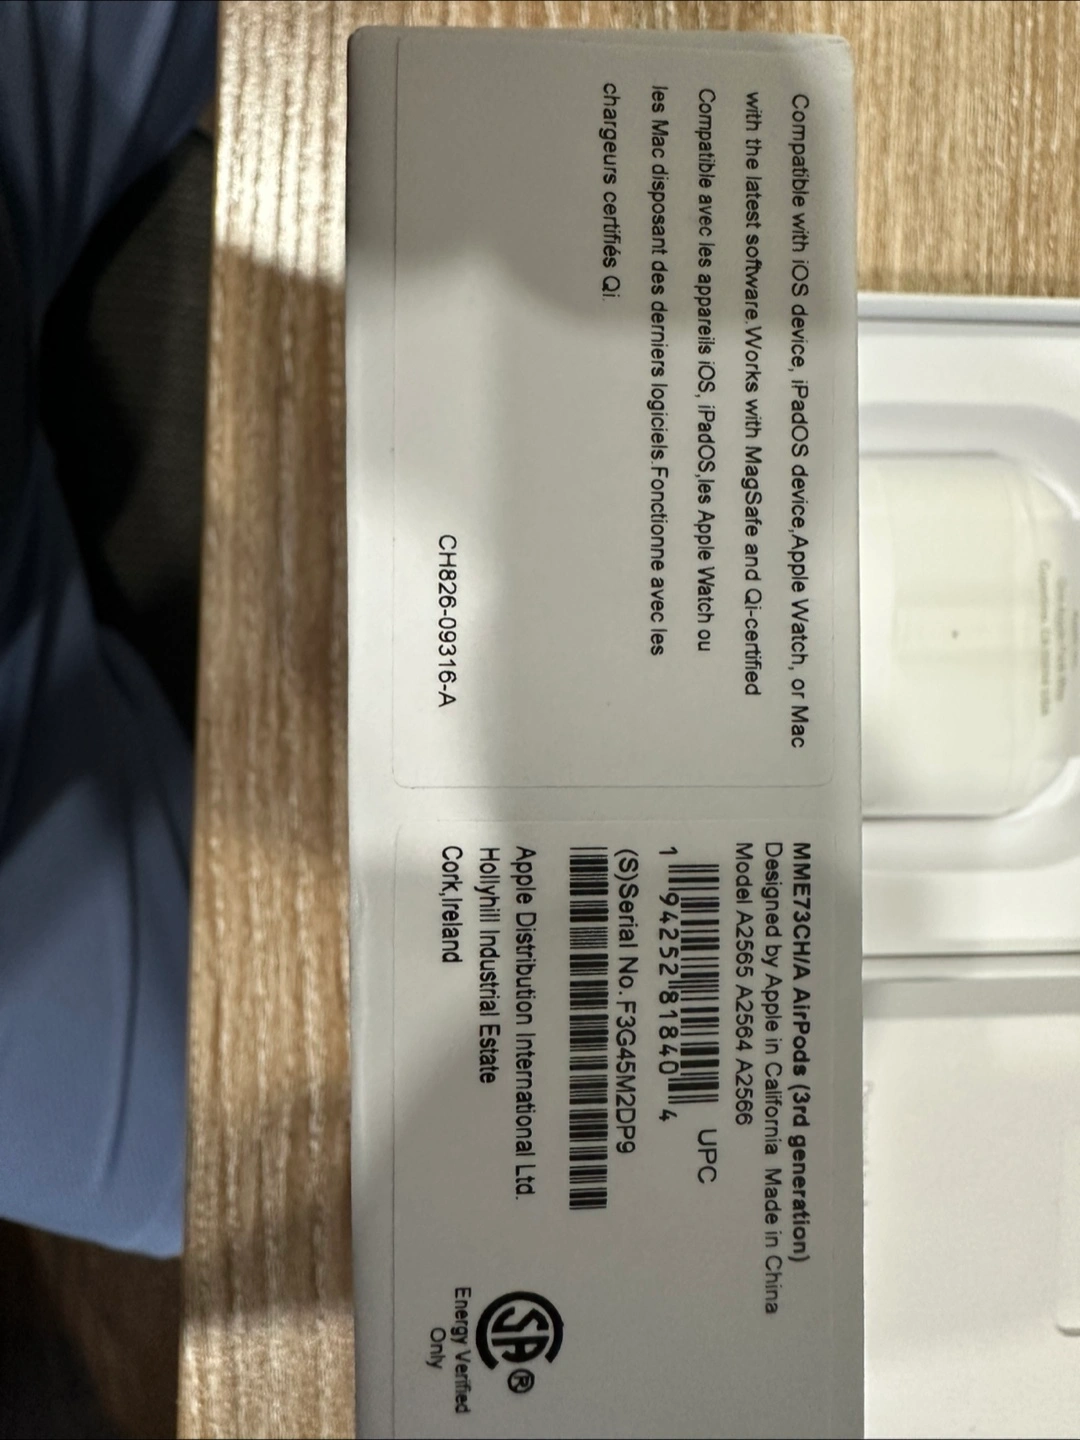 Compatible with iOS device, iPadOS device,Apple Watch, or Mac
with the latest software.Works with MagSafe and Qi-certified
Compatible avec les appareils iOS, iPadOS,les Apple Watch ou
les Mac disposant des derniers logiciels.Fonctionne avec les
chargeurs certifiés Qi.
CH826-09316-A
MME73CH/A AirPods (3rd generation)
Designed by Apple in California Made in China
Model A2565 A2564 A2566
UPC
1 94252 81840 4
(S)Serial No. F3G45M2DP9
Apple Distribution International Ltd.
Hollyhill Industrial Estate
Cork,Ireland
SA ®
Energy Verified
Only